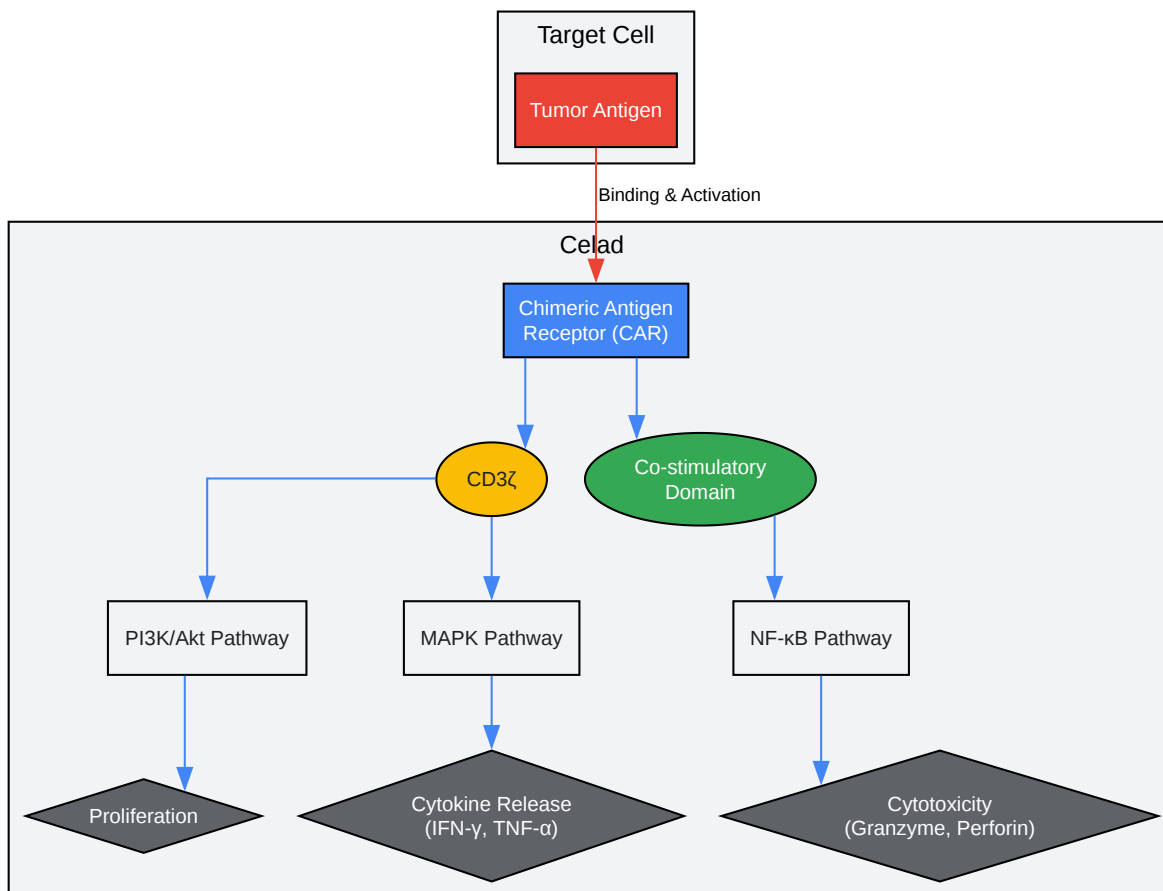 Target Cell
Tumor Antigen
Binding & Activation
Celad
Chimeric Antigen
Receptor (CAR)
CD3ζ
Co-stimulatory
Domain
PI3K/Akt Pathway
MAPK Pathway
NF-κB Pathway
Proliferation
Cytokine Release
(IFN-γ, TNF-α)
Cytotoxicity
(Granzyme, Perforin)